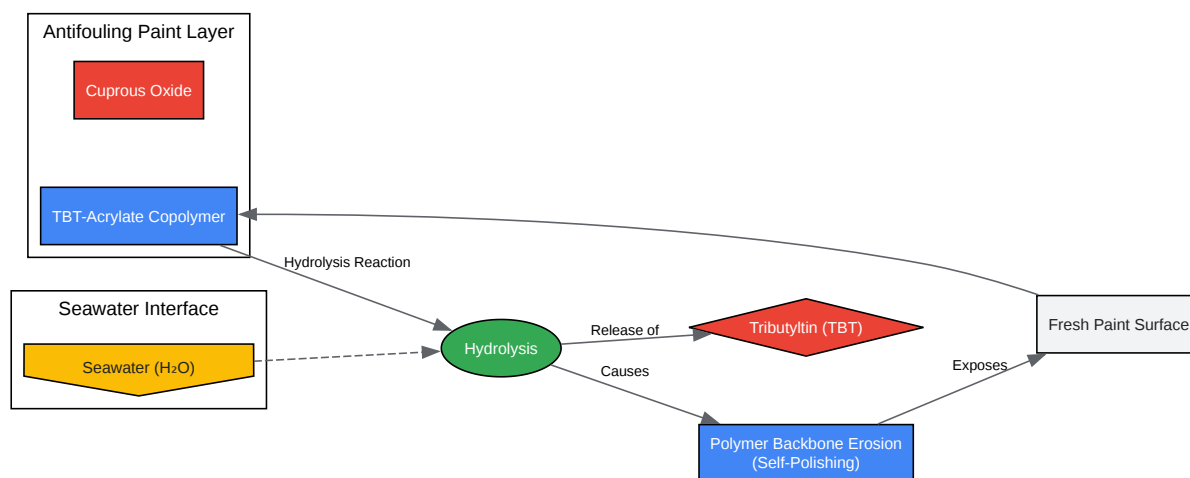 Antifouling Paint Layer
Cuprous Oxide
TBT-Acrylate Copolymer
Hydrolysis Reaction
Seawater Interface
Seawater (H₂O)
Hydrolysis
Release of
Tributyltin (TBT)
Causes
Polymer Backbone Erosion
(Self-Polishing)
Exposes
Fresh Paint Surface